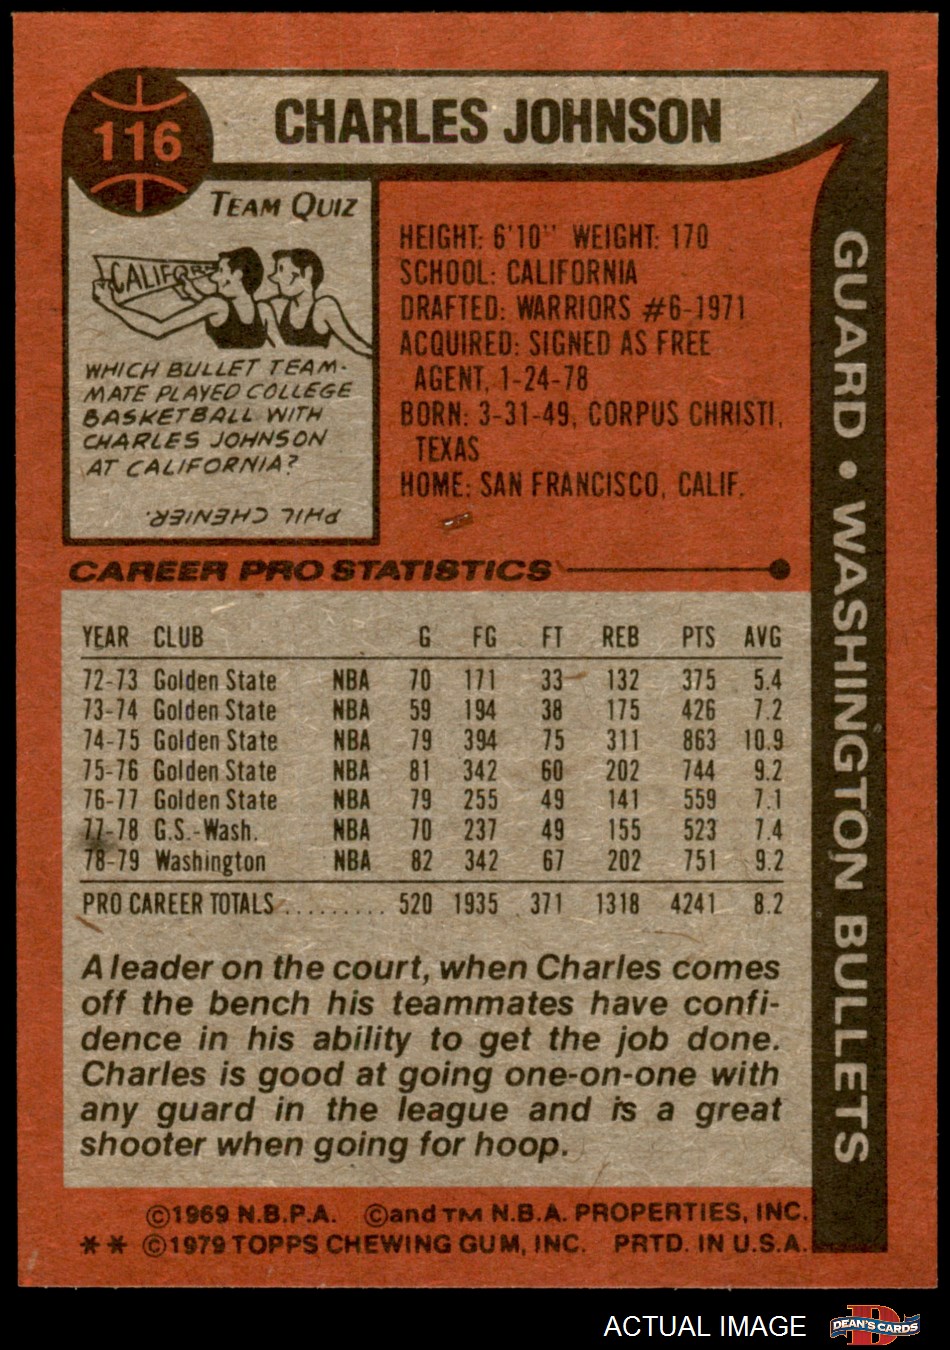 116
CHARLES JOHNSON
TEAM QUIZ
CALIFOR
WHICH BULLET TEAM-
MATE PLAYED COLLEGE
BASKETBALL WITH
CHARLES JOHNSON
AT CALIFORNIA?
PHIL CHENIER.
HEIGHT: 6'10" WEIGHT: 170
SCHOOL: CALIFORNIA
DRAFTED: WARRIORS #6-1971
ACQUIRED: SIGNED AS FREE
AGENT, 1-24-78
BORN: 3-31-49, CORPUS CHRISTI,
TEXAS
HOME: SAN FRANCISCO, CALIF.
GUARD • WASHINGTON BULLETS
CAREER PRO STATISTICS
YEAR CLUB G FG FT REB PTS AVG
72-73 Golden State NBA 70 171 33 132 375 5.4
73-74 Golden State NBA 59 194 38 175 426 7.2
74-75 Golden State NBA 79 394 75 311 863 10.9
75-76 Golden State NBA 81 342 60 202 744 9.2
76-77 Golden State NBA 79 255 49 141 559 7.1
77-78 G.S.-Wash. NBA 70 237 49 155 523 7.4
78-79 Washington NBA 82 342 67 202 751 9.2
PRO CAREER TOTALS ......... 520 1935 371 1318 4241 8.2
A leader on the court, when Charles comes
off the bench his teammates have confi-
dence in his ability to get the job done.
Charles is good at going one-on-one with
any guard in the league and is a great
shooter when going for hoop.
©1969 N.B.P.A. ©and TM N.B.A. PROPERTIES, INC.
** ©1979 TOPPS CHEWING GUM, INC. PRTD. IN U.S.A.
ACTUAL IMAGE
D
DEAN'S CARDS